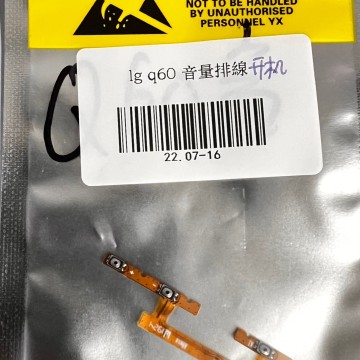 NOT TO BE HANDLED
BY UNAUTHORISED
PERSONNEL YX
lg q60 音量排線 开机
22.07-16